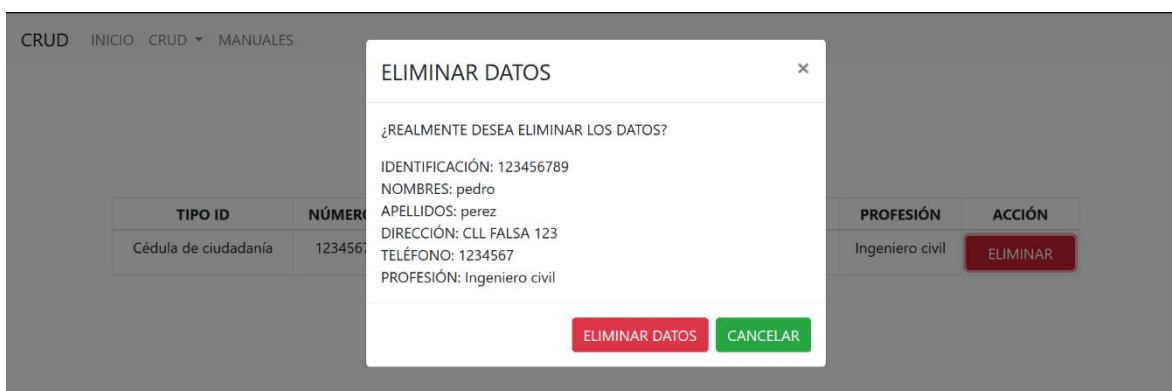 CRUD INICIO CRUD MANUALES
ELIMINAR DATOS ×
¿REALMENTE DESEA ELIMINAR LOS DATOS?
IDENTIFICACIÓN: 123456789
NOMBRES: pedro
APELLIDOS: perez
DIRECCIÓN: CLL FALSA 123
TELÉFONO: 1234567
PROFESIÓN: Ingeniero civil
ELIMINAR DATOS CANCELAR
TIPO ID NÚMERO PROFESIÓN ACCIÓN
Cédula de ciudadanía 1234567 Ingeniero civil ELIMINAR